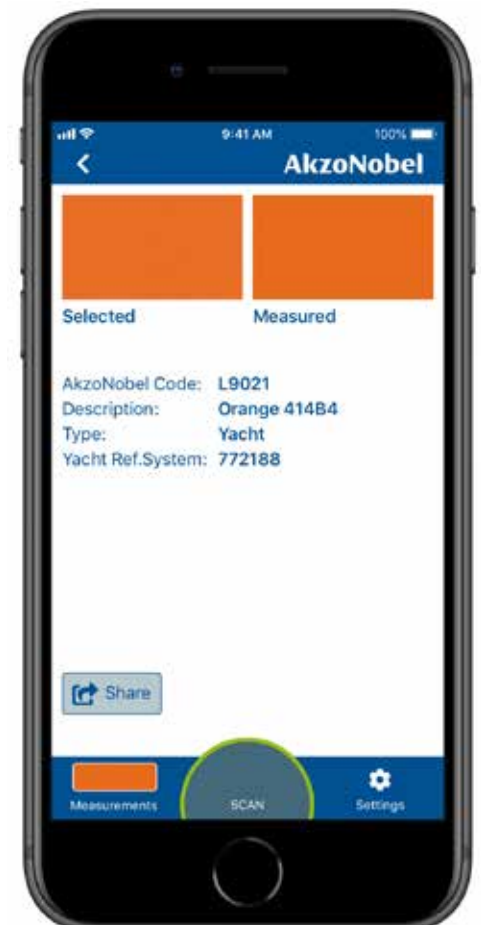 9:41 AM
100%
AkzoNobel
Selected
Measured
AkzoNobel Code: L9021
Description: Orange 414B4
Type: Yacht
Yacht Ref.System: 772188
Share
Measurements
SCAN
Settings